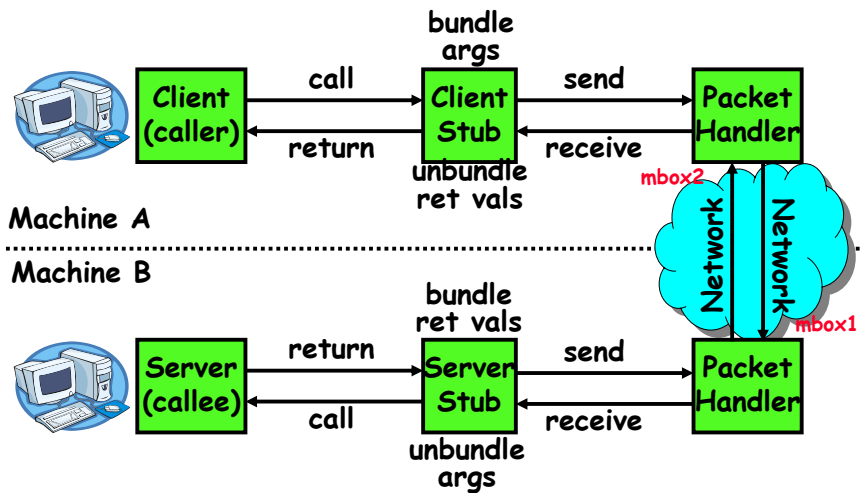 bundle
args
call
send
Client
(caller)
Client
Stub
Packet
Handler
return
receive
unbundle
ret vals
mbox2
Machine A
Network
Network
Machine B
mbox1
bundle
ret vals
return
send
Server
(callee)
Server
Stub
Packet
Handler
call
receive
unbundle
args